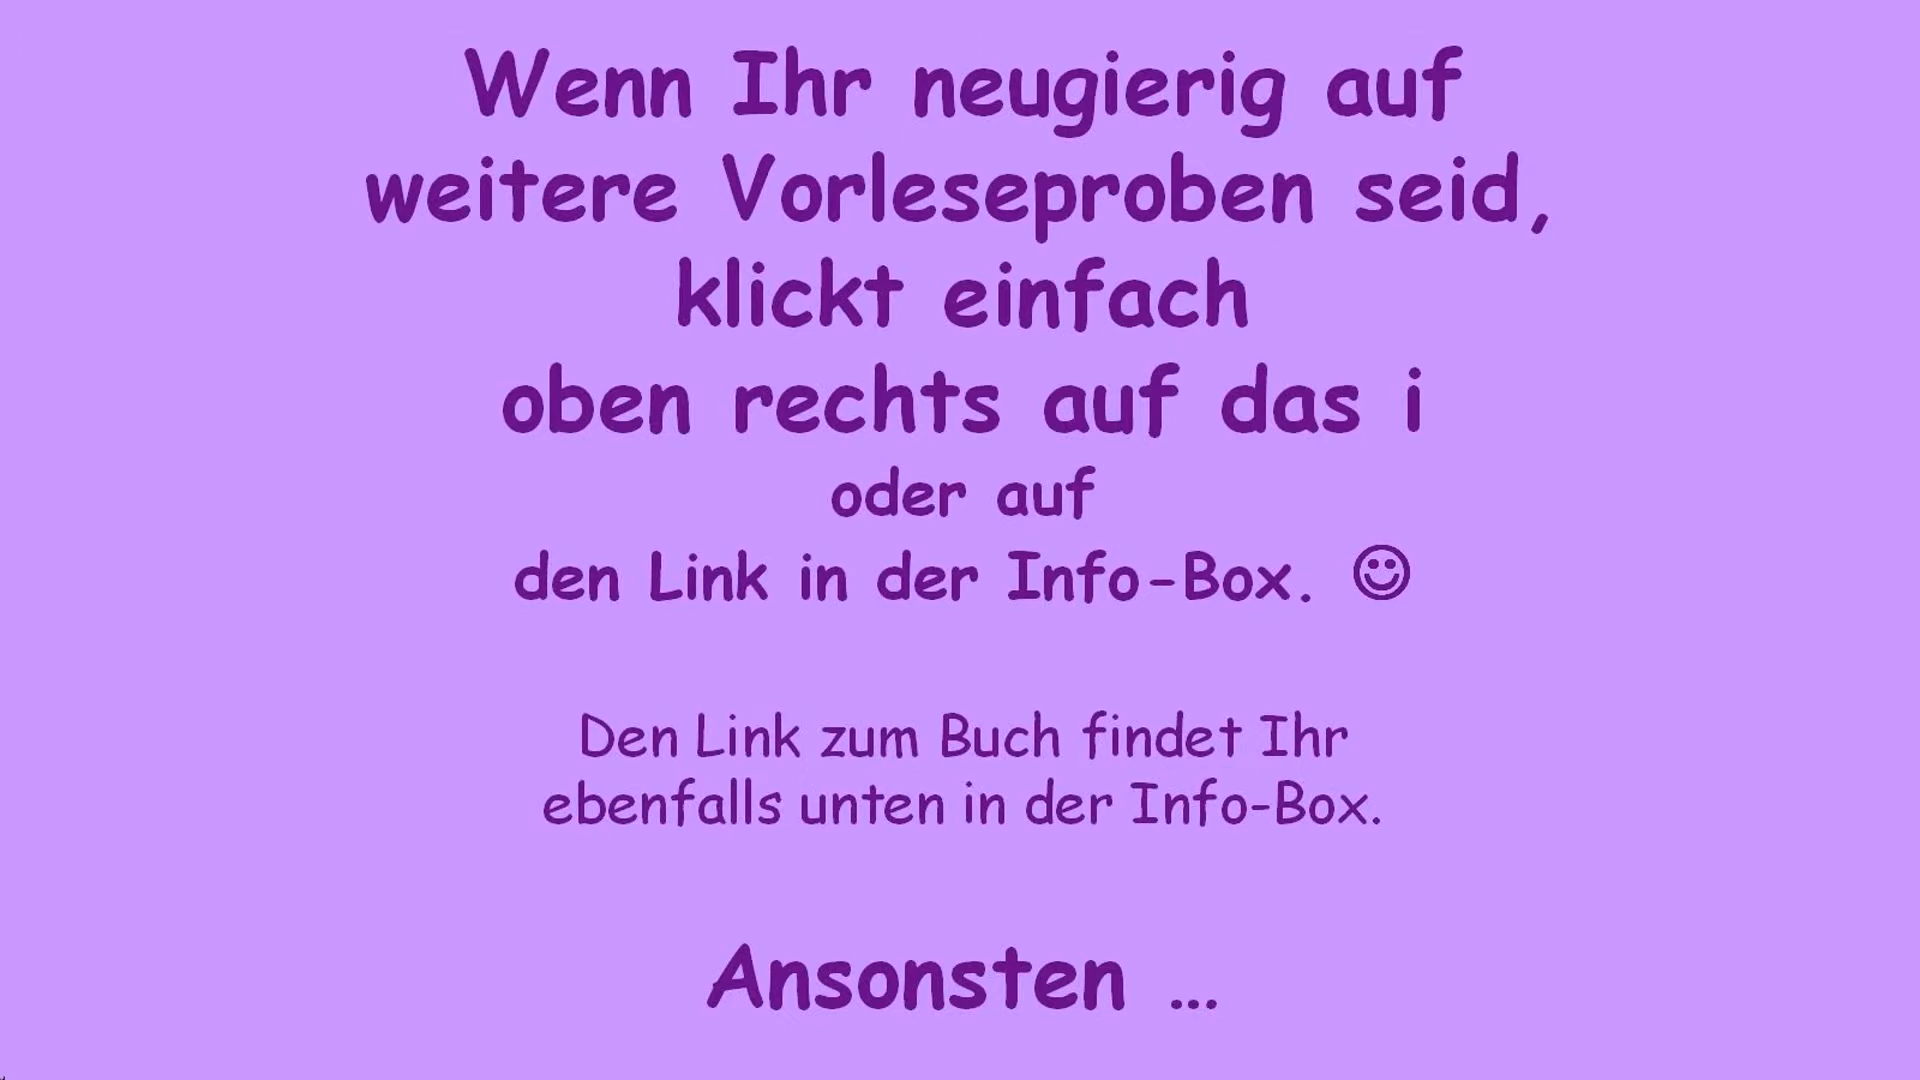 Wenn Ihr neugierig auf
weitere Vorleseproben seid,
klickt einfach
oben rechts auf das i
oder auf
den Link in der Info-Box. ☺
Den Link zum Buch findet Ihr
ebenfalls unten in der Info-Box.
Ansonsten ...